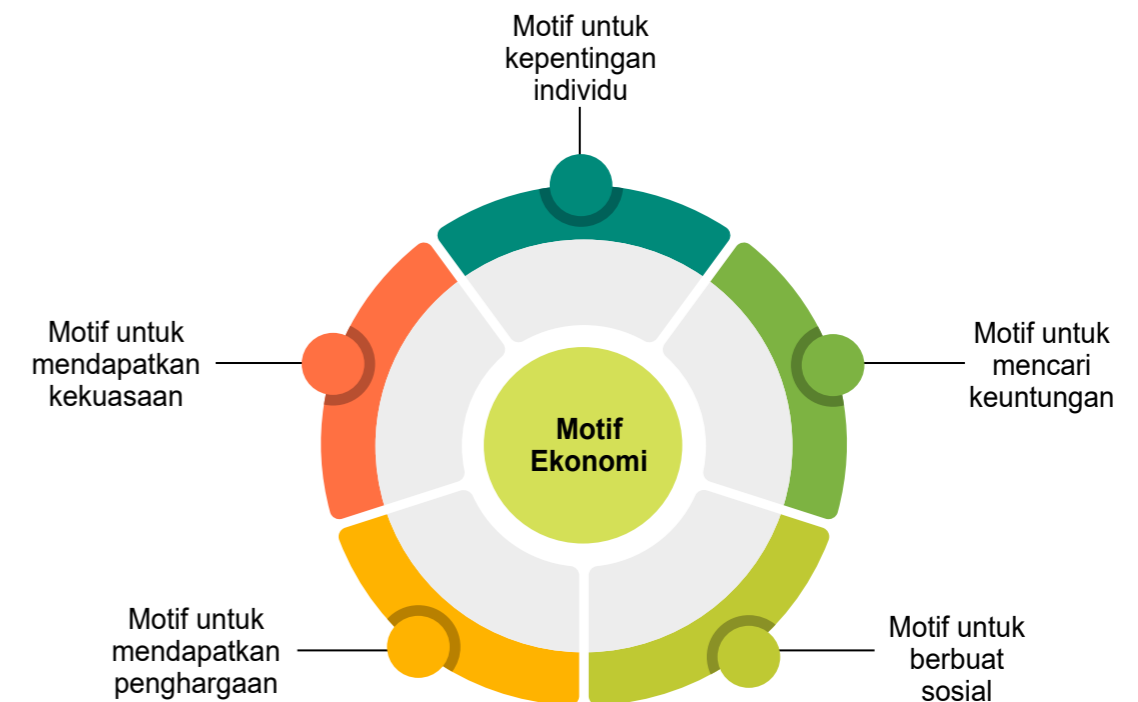 Motif untuk
kepentingan
individu
Motif untuk
mendapatkan
kekuasaan
Motif untuk
mencari
keuntungan
Motif
Ekonomi
Motif untuk
mendapatkan
penghargaan
Motif untuk
berbuat
sosial